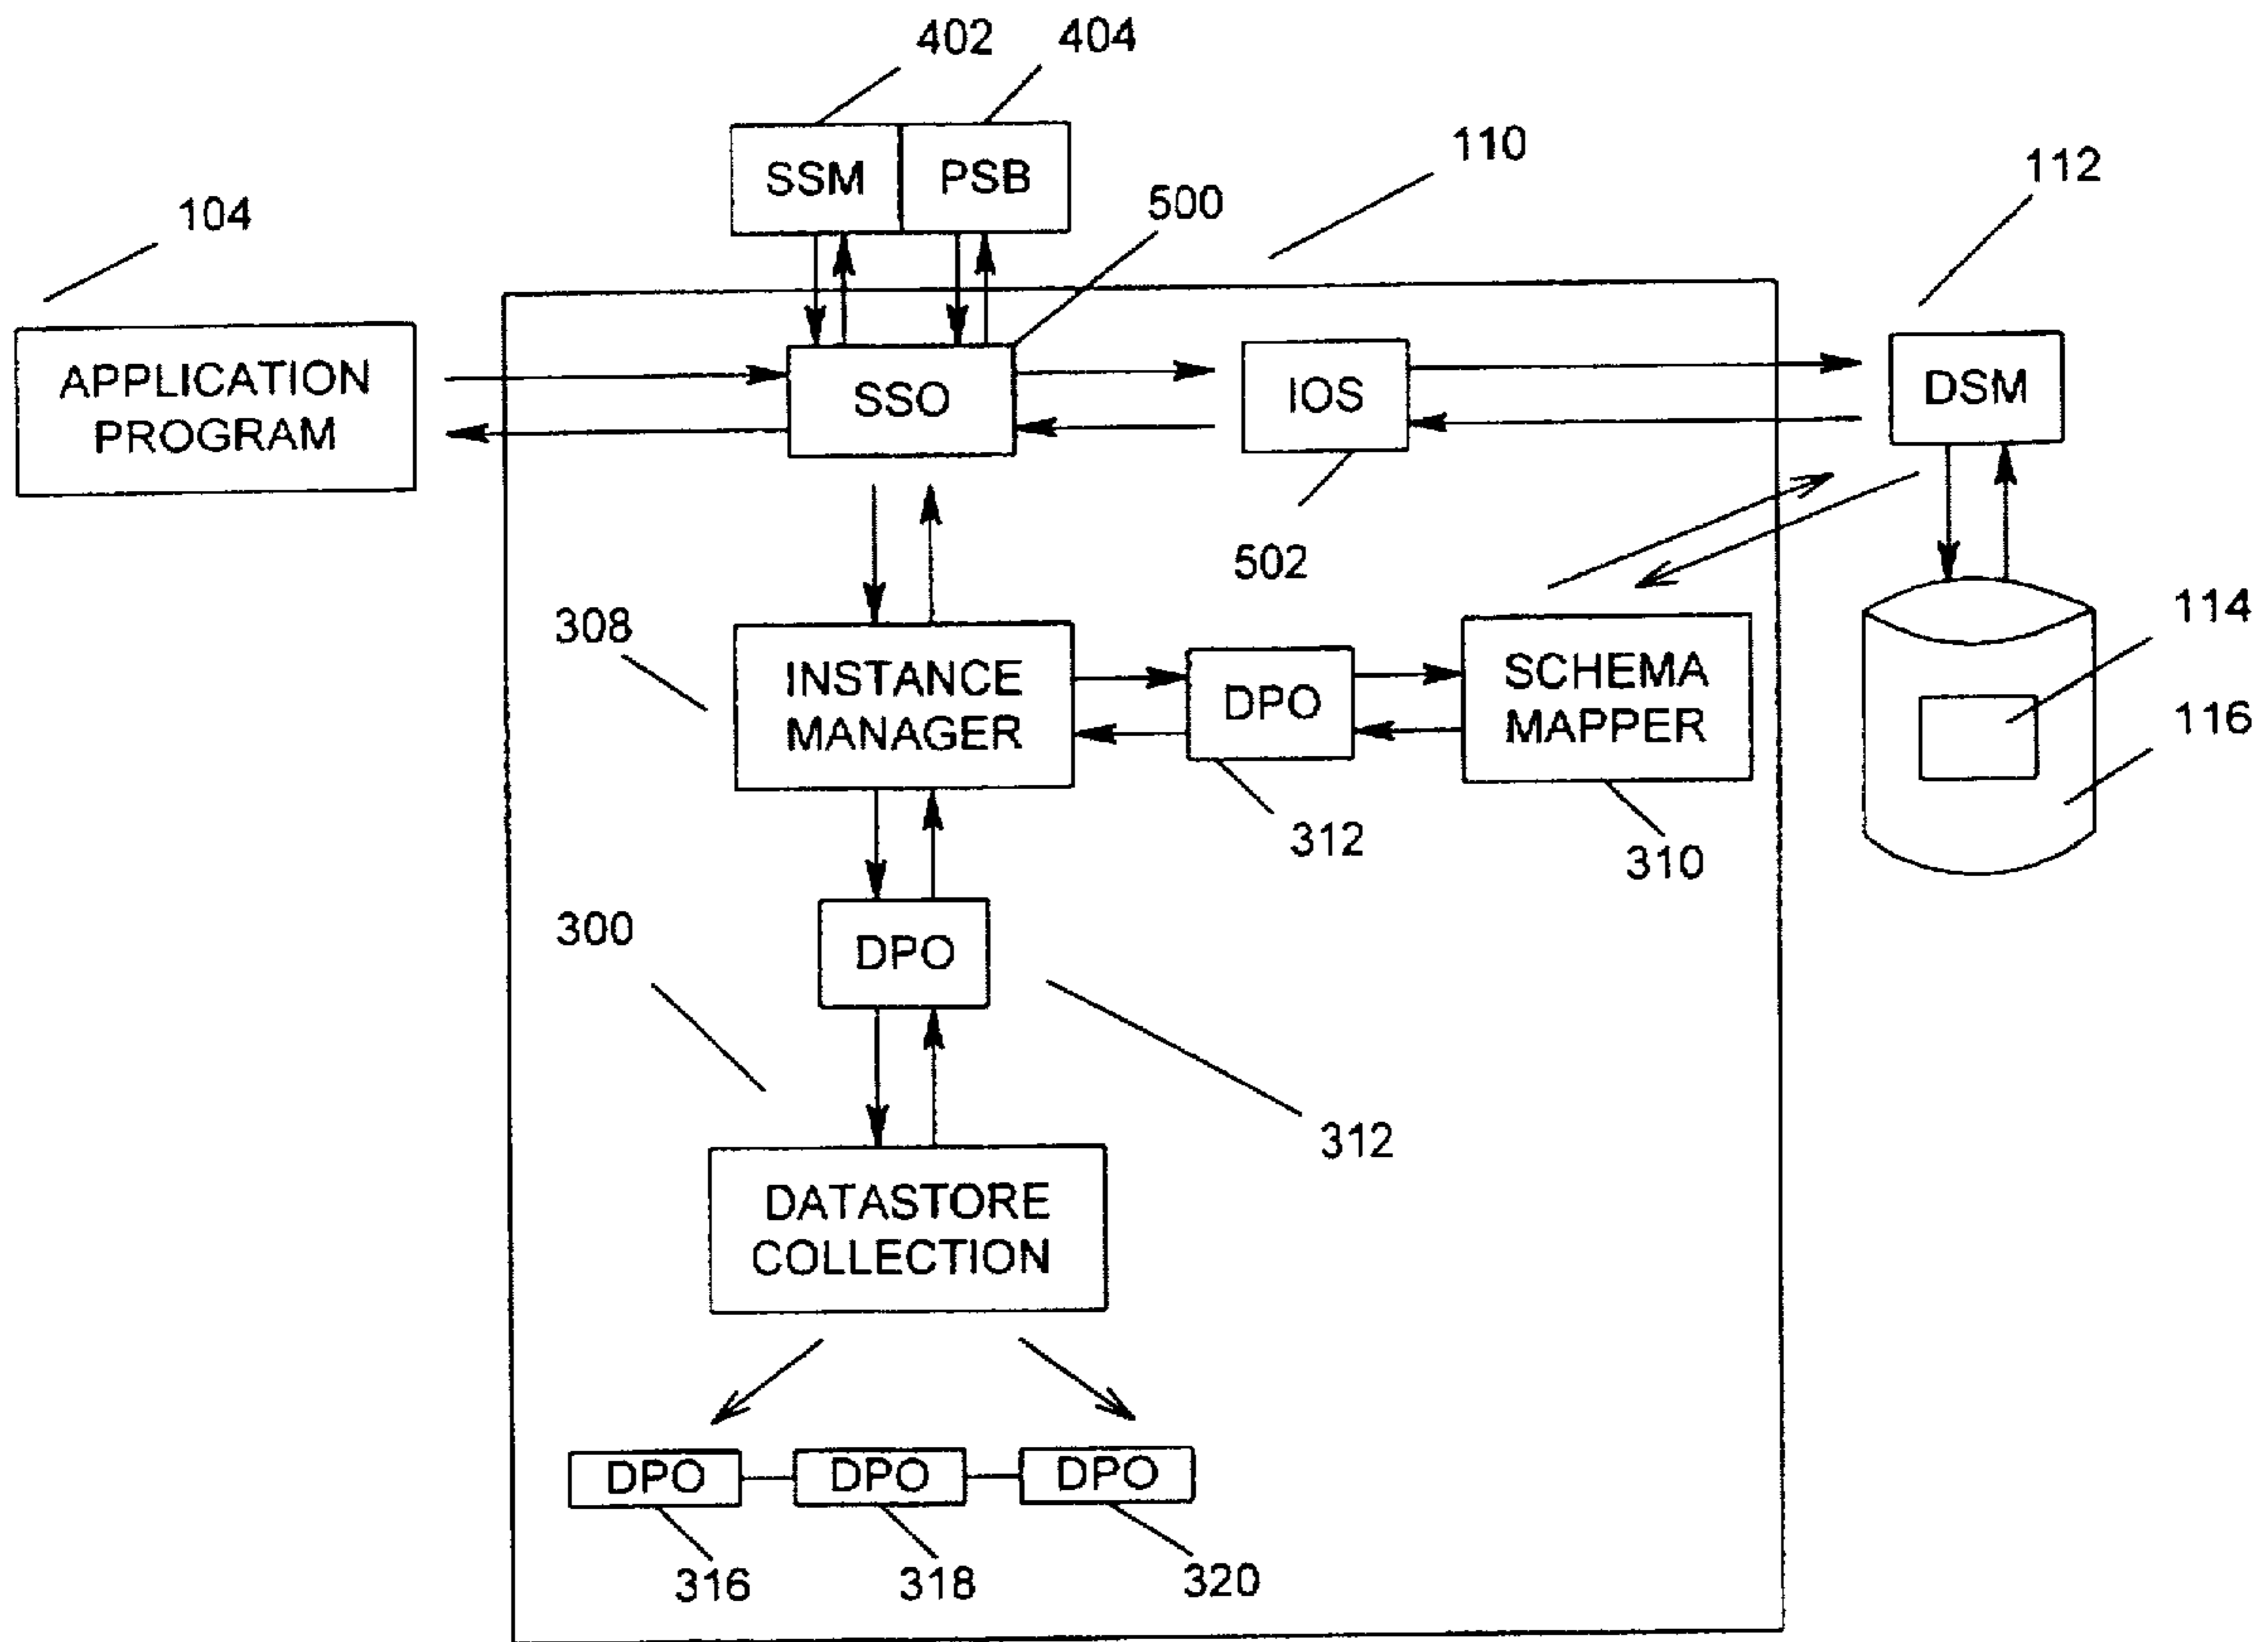 402
404
SSM
PSB
110
112
104
500
APPLICATION
PROGRAM
SSO
IOS
DSM
502
308
114
INSTANCE
MANAGER
DPO
SCHEMA
MAPPER
116
312
310
300
DPO
312
DATASTORE
COLLECTION
DPO
DPO
DPO
316
318
320